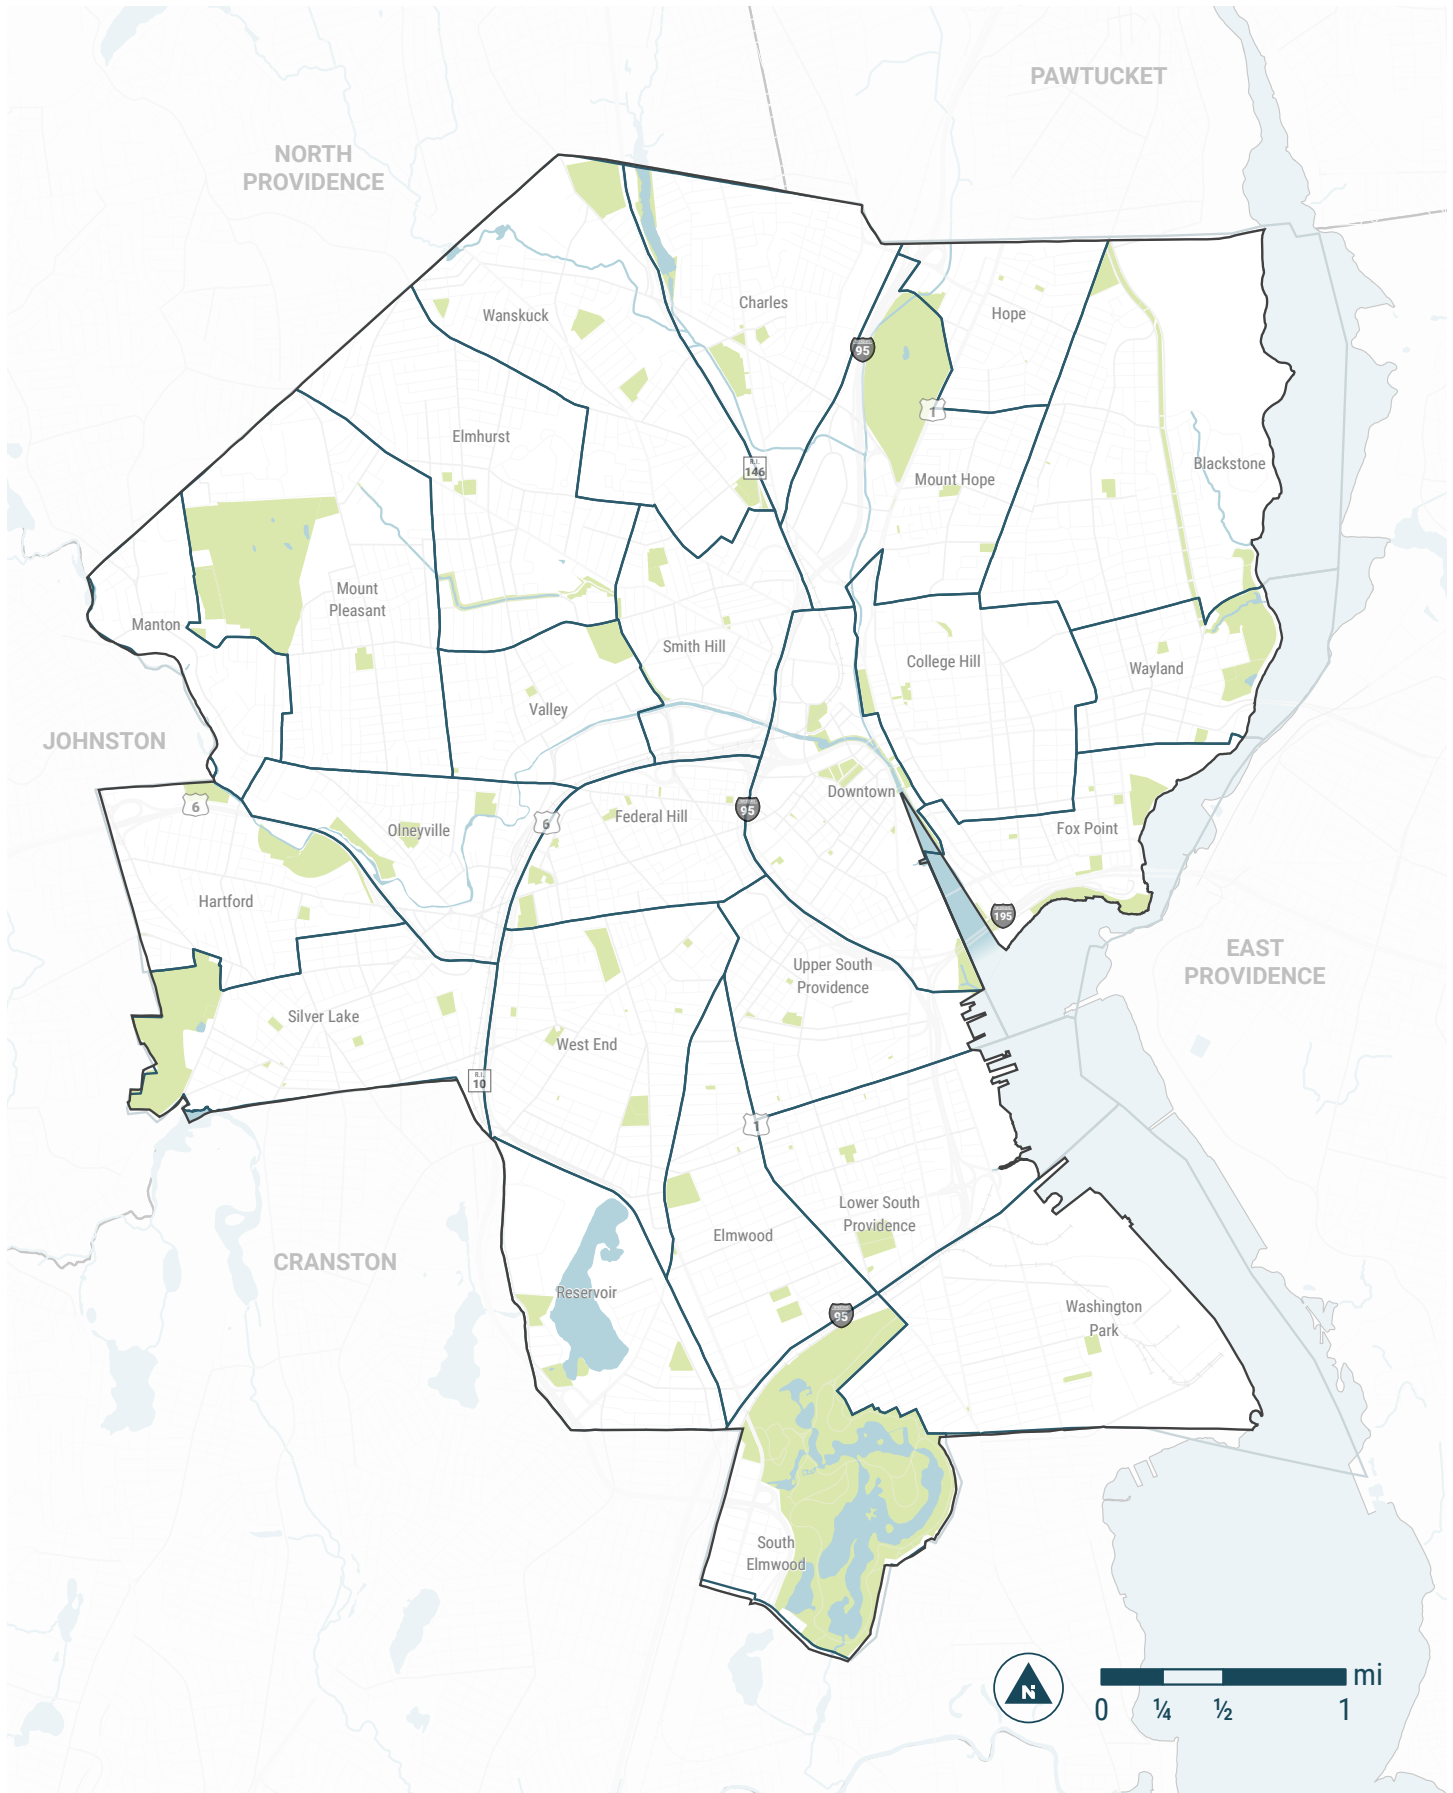 PAWTUCKET
NORTH
PROVIDENCE
Wanskuck
Charles
Hope
95
1
Elmhurst
Blackstone
R.I.
146
Mount Hope
Mount
Pleasant
Manton
Smith Hill
College Hill
Wayland
Valley
JOHNSTON
6
Downtown
Federal Hill
95
6
Olneyville
Fox Point
Hartford
195
EAST
PROVIDENCE
Upper South
Providence
Silver Lake
West End
R.I.
10
1
Lower South
Providence
Elmwood
CRANSTON
Reservoir
Washington
Park
95
South
Elmwood
N
mi
0 ¼ ½ 1